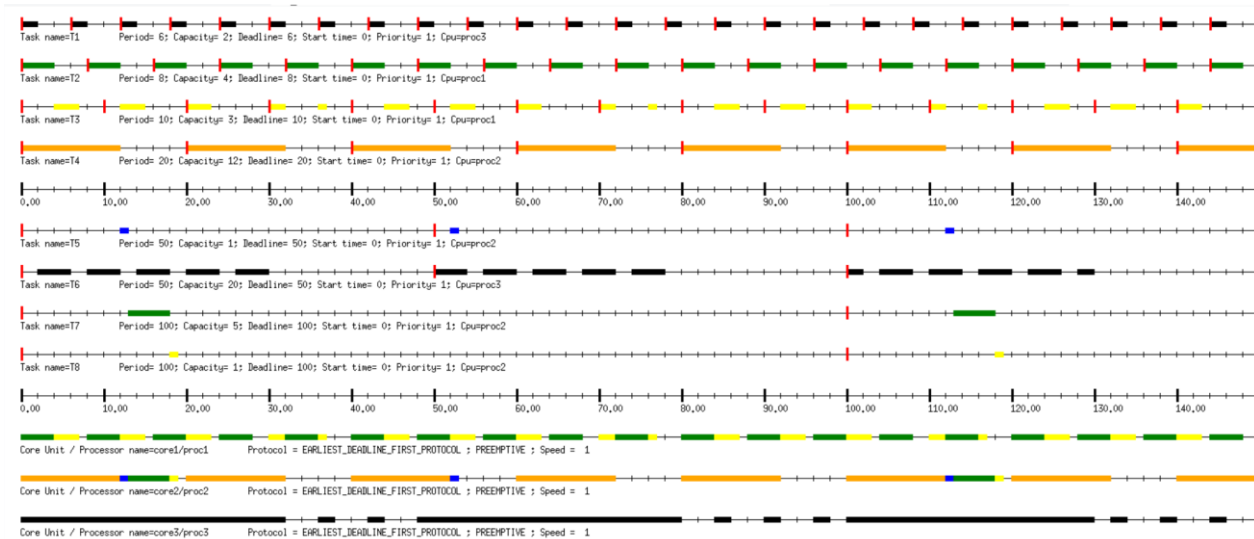 Task name=T1 Period= 6; Capacity= 2; Deadline= 6; Start time= 0; Priority= 1; Cpu=proc3
Task name=T2 Period= 8; Capacity= 4; Deadline= 8; Start time= 0; Priority= 1; Cpu=proc1
Task name=T3 Period= 10; Capacity= 3; Deadline= 10; Start time= 0; Priority= 1; Cpu=proc1
Task name=T4 Period= 20; Capacity= 12; Deadline= 20; Start time= 0; Priority= 1; Cpu=proc2
0.00 10.00 20.00 30.00 40.00 50.00 60.00 70.00 80.00 90.00 100.00 110.00 120.00 130.00 140.00
Task name=T5 Period= 50; Capacity= 1; Deadline= 50; Start time= 0; Priority= 1; Cpu=proc2
Task name=T6 Period= 50; Capacity= 20; Deadline= 50; Start time= 0; Priority= 1; Cpu=proc3
Task name=T7 Period= 100; Capacity= 5; Deadline= 100; Start time= 0; Priority= 1; Cpu=proc2
Task name=T8 Period= 100; Capacity= 1; Deadline= 100; Start time= 0; Priority= 1; Cpu=proc2
0.00 10.00 20.00 30.00 40.00 50.00 60.00 70.00 80.00 90.00 100.00 110.00 120.00 130.00 140.00
Core Unit / Processor name=core1/proc1 Protocol = EARLIEST_DEADLINE_FIRST_PROTOCOL ; PREEMPTIVE ; Speed = 1
Core Unit / Processor name=core2/proc2 Protocol = EARLIEST_DEADLINE_FIRST_PROTOCOL ; PREEMPTIVE ; Speed = 1
Core Unit / Processor name=core3/proc3 Protocol = EARLIEST_DEADLINE_FIRST_PROTOCOL ; PREEMPTIVE ; Speed = 1